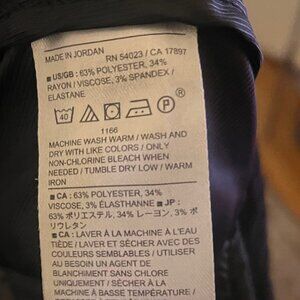 MADE IN JORDAN
RN 54023 / CA 17897
■ US/GB: 63% POLYESTER, 34%
RAYON / VISCOSE, 3% SPANDEX /
ELASTANE
40 P
1166
MACHINE WASH WARM / WASH AND
DRY WITH LIKE COLORS / ONLY
NON-CHLORINE BLEACH WHEN
NEEDED / TUMBLE DRY LOW / WARM
IRON
■ CA: 63% POLYESTER, 34%
VISCOSE, 3% ÉLASTHANNE ■ JP:
63% ポリエステル, 34% レーヨン, 3% ポ
リウレタン
■ CA: LAVER À LA MACHINE À L'EAU
TIÈDE / LAVER ET SÉCHER AVEC DES
COULEURS SEMBLABLES / UTILISER
AU BESOIN UN AGENT DE
BLANCHIMENT SANS CHLORE
UNIQUEMENT / SÉCHER À LA
MACHINE À BASSE TEMPÉRATURE /